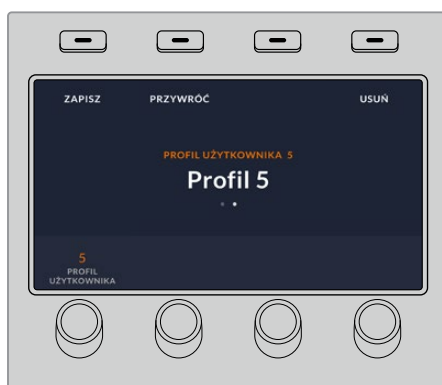 ZAPISZ PRZYWRÓĆ USUŃ
PROFIL UŻYTKOWNIKA 5
Profil 5
5
PROFIL
UŻYTKOWNIKA